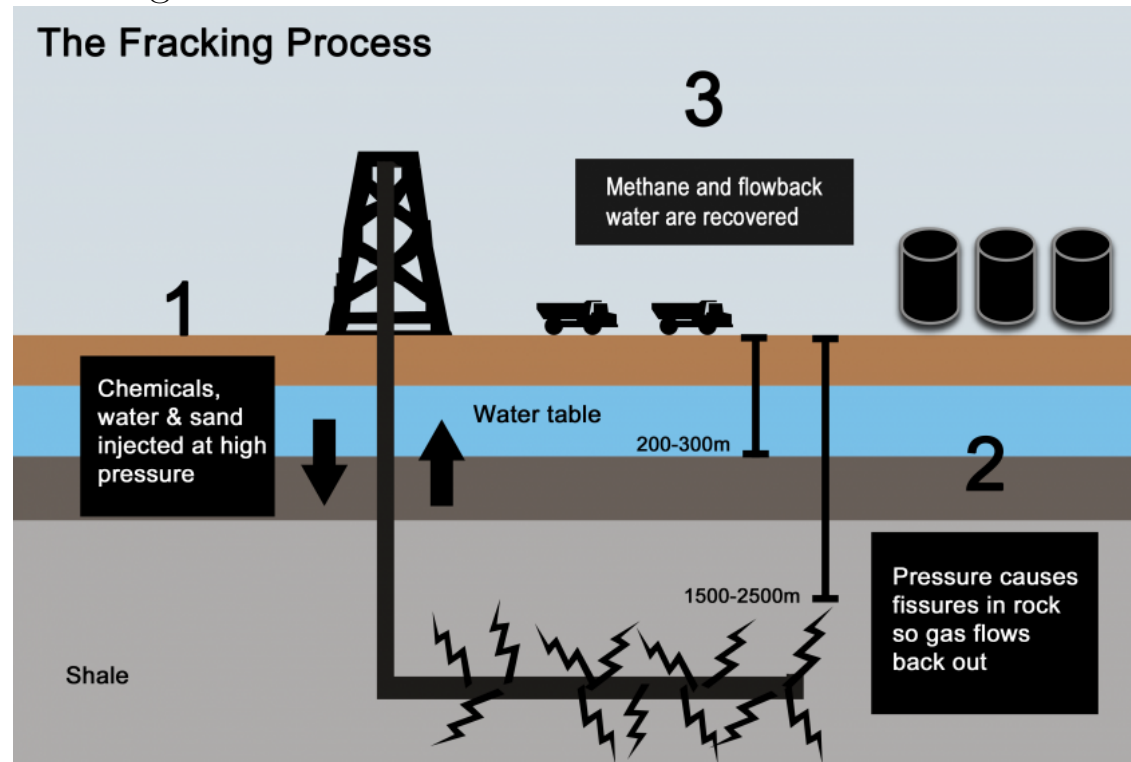 The Fracking Process
3
Methane and flowback
water are recovered
1
Chemicals,
water & sand
injected at high
pressure
Water table
200-300m
2
Pressure causes
fissures in rock
so gas flows
back out
1500-2500m
Shale